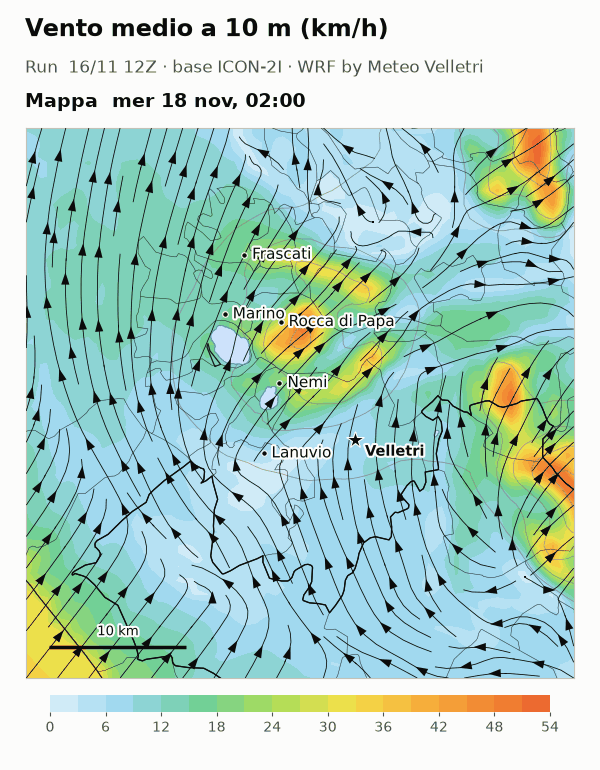 Vento medio a 10 m (km/h)
Run 16/11 12Z · base ICON-2I · WRF by Meteo Velletri
Mappa mer 18 nov, 02:00
Frascati
Marino
Rocca di Papa
Nemi
Velletri
Lanuvio
10 km
0 6 12 18 24 30 36 42 48 54